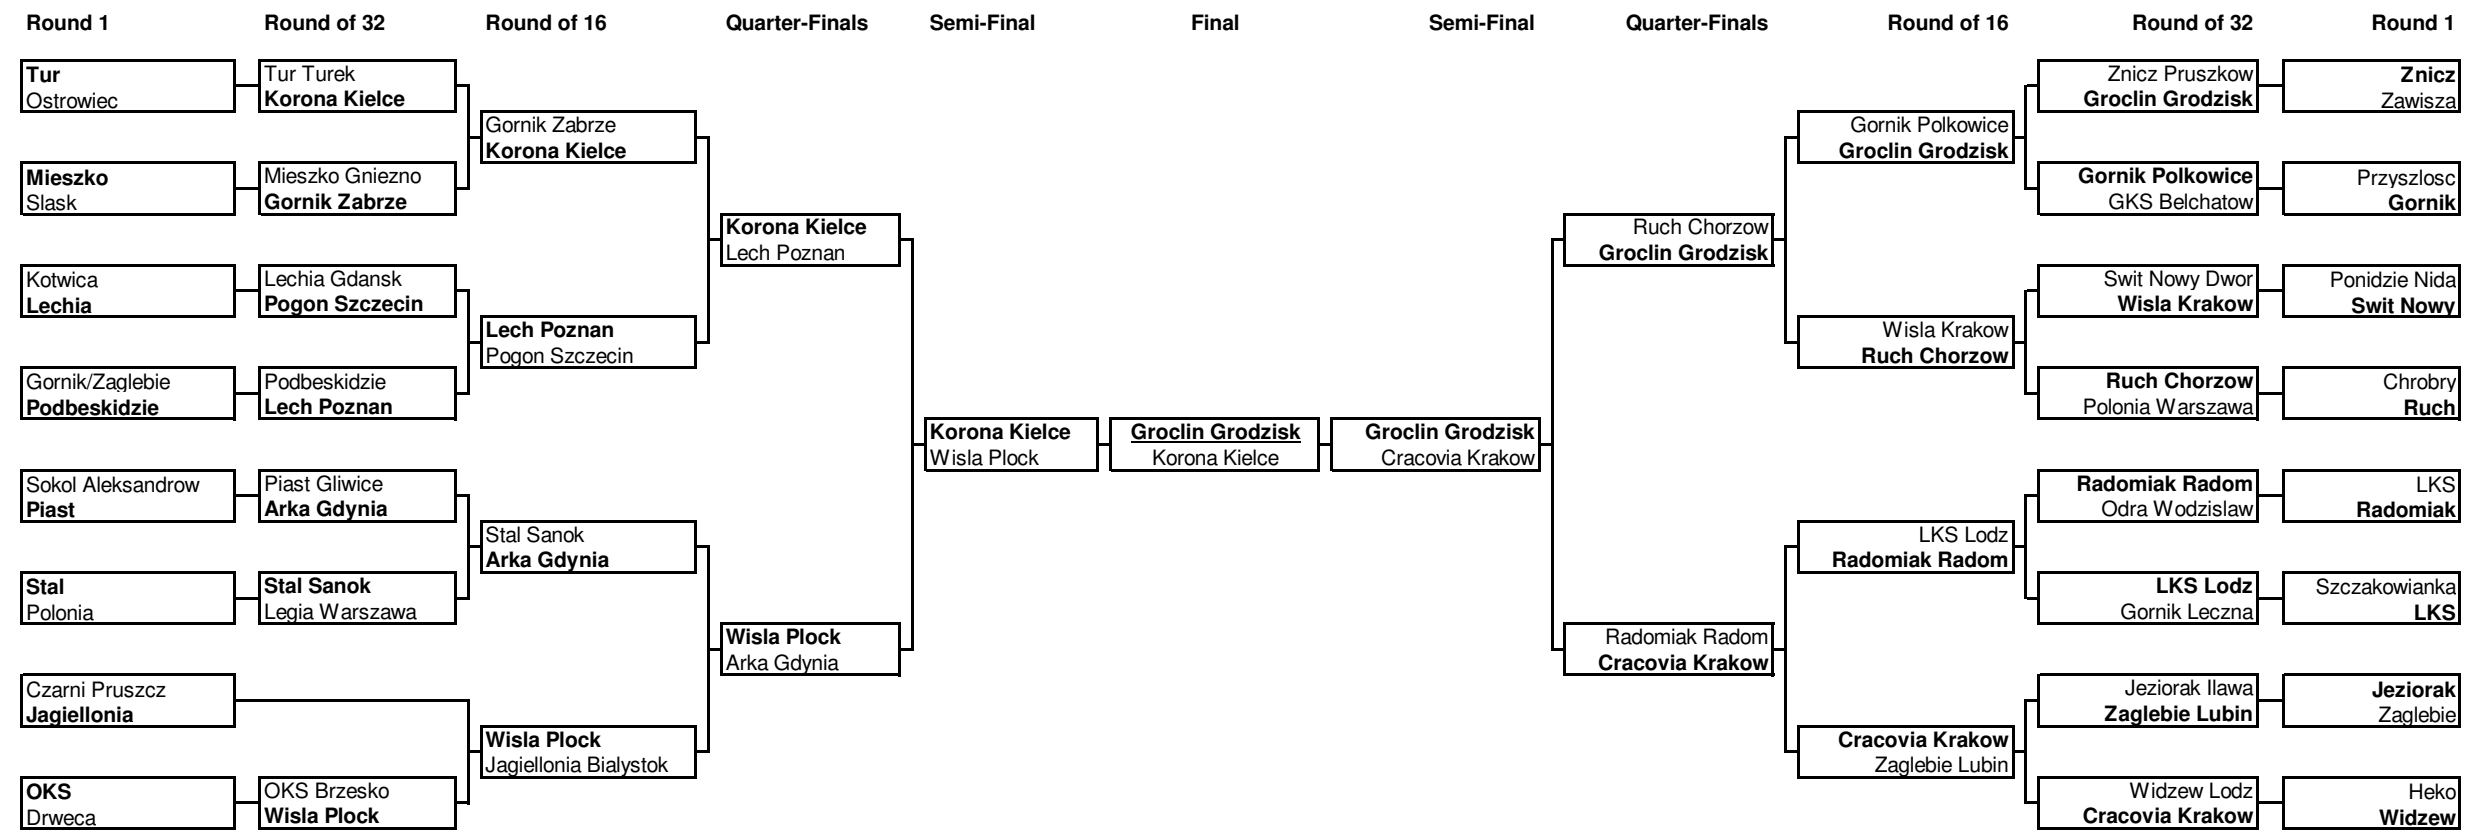 Round 1
Round of 32
Round of 16
Quarter-Finals
Semi-Final
Final
Semi-Final
Quarter-Finals
Round of 16
Round of 32
Round 1
Tur
Ostrowiec
Mieszko
Slask
Kotwica
Lechia
Gornik/Zaglebie
Podbeskidzie
Sokol Aleksandrow
Piast
Stal
Polonia
Czarni Pruszcz
Jagiellonia
OKS
Drweca
Tur Turek
Korona Kielce
Mieszko Gniezno
Gornik Zabrze
Lechia Gdansk
Pogon Szczecin
Podbeskidzie
Lech Poznan
Piast Gliwice
Arka Gdynia
Stal Sanok
Legia Warszawa
OKS Brzesko
Wisla Plock
Gornik Zabrze
Korona Kielce
Lech Poznan
Pogon Szczecin
Stal Sanok
Arka Gdynia
Wisla Plock
Jagiellonia Bialystok
Korona Kielce
Lech Poznan
Wisla Plock
Arka Gdynia
Korona Kielce
Wisla Plock
Groclin Grodzisk
Korona Kielce
Groclin Grodzisk
Cracovia Krakow
Ruch Chorzow
Groclin Grodzisk
Radomiak Radom
Cracovia Krakow
Gornik Polkowice
Groclin Grodzisk
Wisla Krakow
Ruch Chorzow
LKS Lodz
Radomiak Radom
Cracovia Krakow
Zaglebie Lubin
Znicz Pruszkow
Groclin Grodzisk
Gornik Polkowice
GKS Belchatow
Swit Nowy Dwor
Wisla Krakow
Ruch Chorzow
Polonia Warszawa
Radomiak Radom
Odra Wodzislaw
LKS Lodz
Gornik Leczna
Jeziorak Ilawa
Zaglebie Lubin
Widzew Lodz
Cracovia Krakow
Znicz
Zawisza
Przyszlosc
Gornik
Ponidzie Nida
Swit Nowy
Chrobry
Ruch
LKS
Radomiak
Szczakowianka
LKS
Jeziorak
Zaglebie
Heko
Widzew